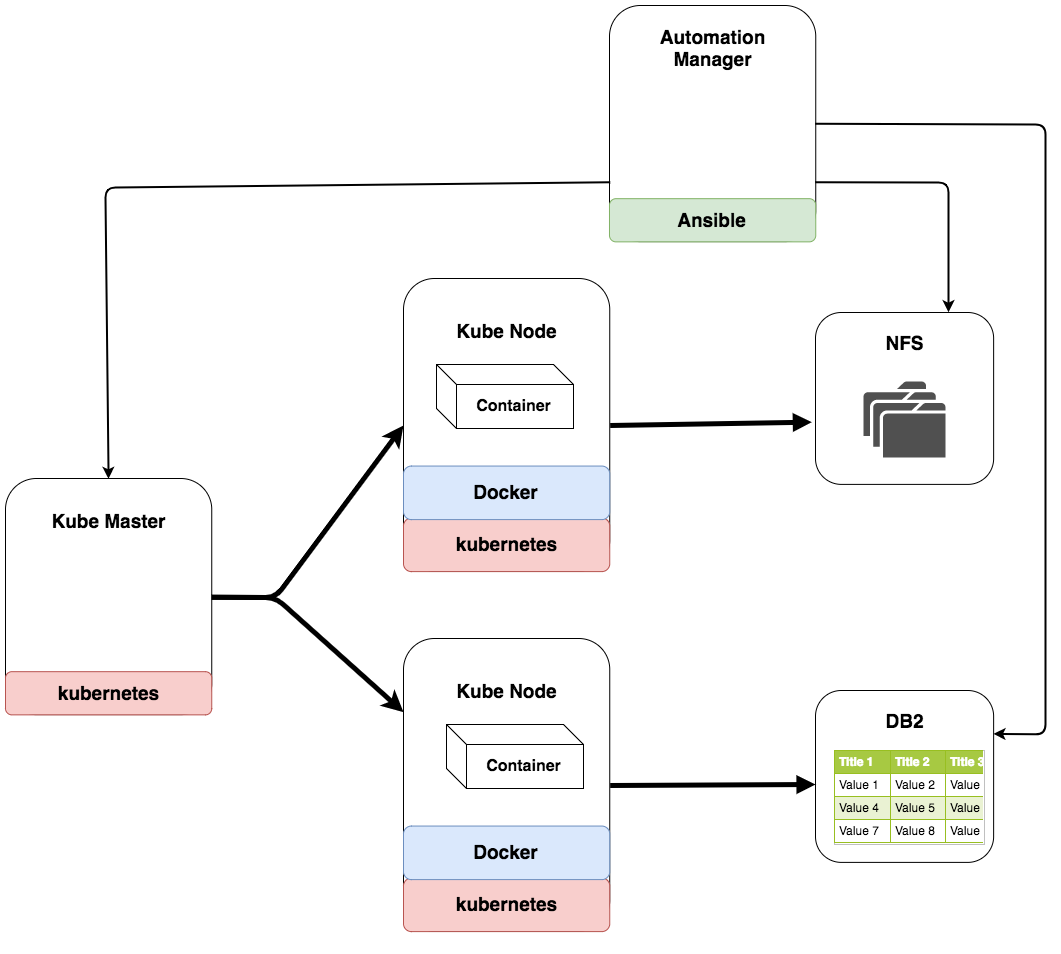 Automation
Manager
Ansible
Kube Node
Container
Docker
kubernetes
NFS
Kube Master
kubernetes
Kube Node
Container
Docker
kubernetes
DB2
Title 1 Title 2 Title 3
Value 1 Value 2 Value
Value 4 Value 5 Value
Value 7 Value 8 Value